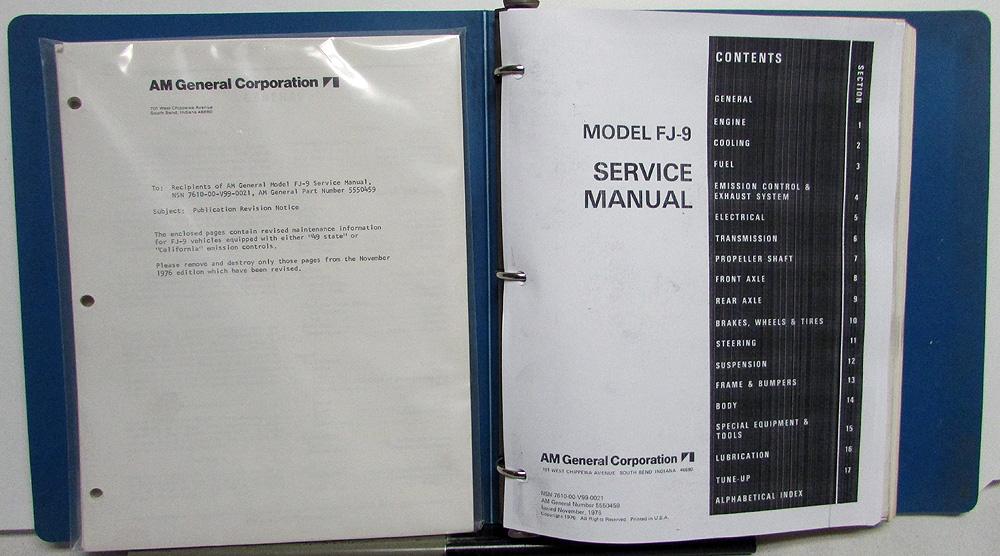 AM General Corporation
701 West Chippewa Avenue
South Bend, Indiana 46680
To: Recipients of AM General Model FJ-9 Service Manual,
NSN 7610-00-V99-0021, AM General Part Number 5550459
Subject: Publication Revision Notice
The enclosed pages contain revised maintenance information
for FJ-9 vehicles equipped with either "49 state" or
"California" emission controls.
Please remove and destroy only those pages from the November
1976 edition which have been revised.
MODEL FJ-9
SERVICE
MANUAL
AM General Corporation
701 WEST CHIPPEWA AVENUE SOUTH BEND INDIANA 46680
NSN 7610-00-V99-0021
AM General Number 5550459
Issued November, 1976
Copyright 1976 All Rights Reserved Printed in U.S.A.
CONTENTS
SECTION
GENERAL
ENGINE 1
COOLING 2
FUEL 3
EMISSION CONTROL &
EXHAUST SYSTEM 4
ELECTRICAL 5
TRANSMISSION 6
PROPELLER SHAFT 7
FRONT AXLE 8
REAR AXLE 9
BRAKES, WHEELS & TIRES 10
STEERING 11
SUSPENSION 12
FRAME & BUMPERS 13
BODY 14
SPECIAL EQUIPMENT &
TOOLS 15
LUBRICATION 16
TUNE-UP 17
ALPHABETICAL INDEX